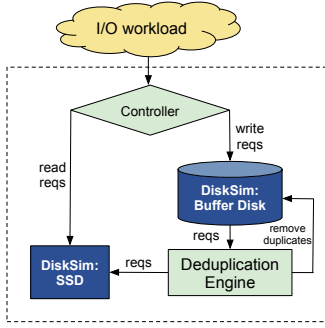 I/O workload
Controller
read
reqs
write
reqs
DiskSim:
Buffer Disk
reqs
remove
duplicates
DiskSim:
SSD
reqs
Deduplication
Engine